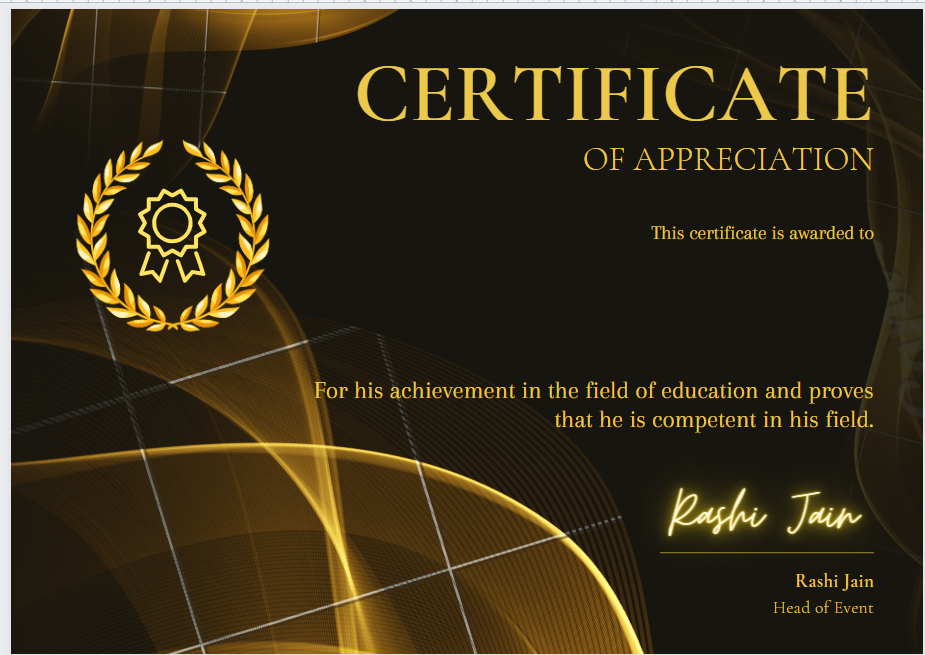 CERTIFICATE
OF APPRECIATION
This certificate is awarded to
For his achievement in the field of education and proves
that he is competent in his field.
Rashi Jain
Rashi Jain
Head of Event